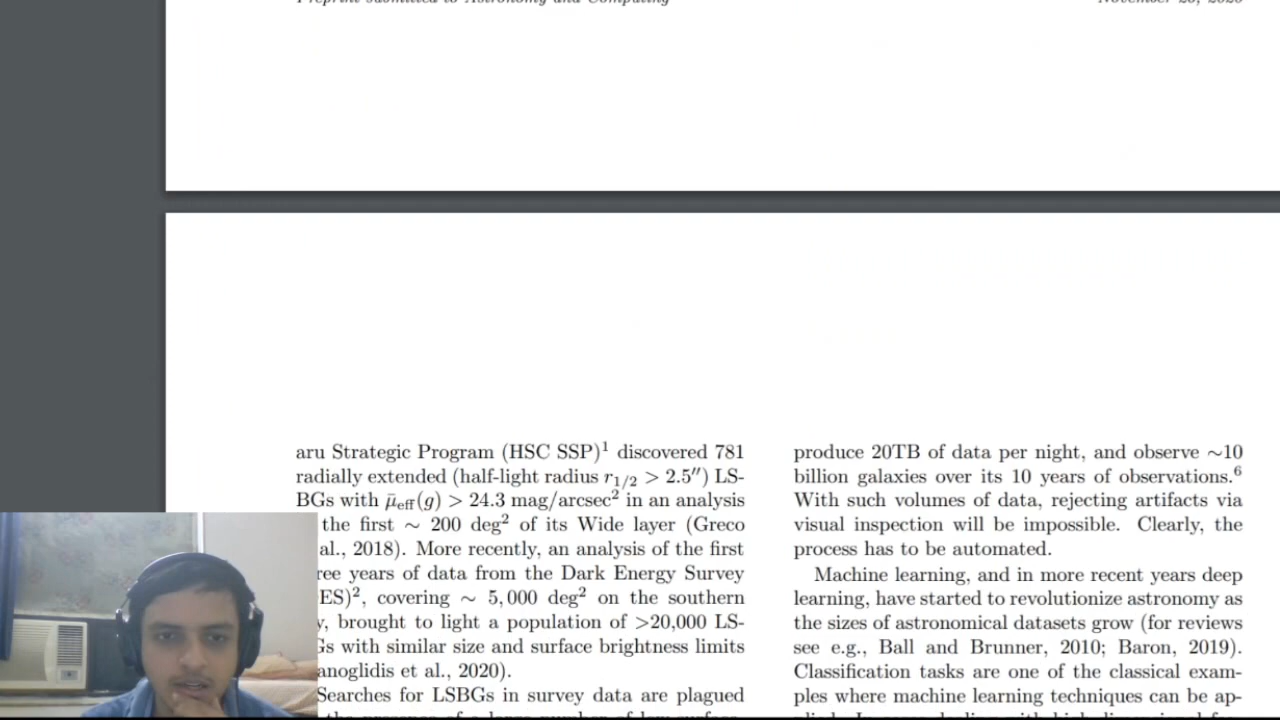 Preprint submitted to Astronomy and Computing
aru Strategic Program (HSC SSP)¹ discovered 781
radially extended (half-light radius r₁/₂ > 2.5″) LS-
BGs with μ̄eff(g) > 24.3 mag/arcsec² in an analysis
the first ∼ 200 deg² of its Wide layer (Greco
al., 2018). More recently, an analysis of the first
ree years of data from the Dark Energy Survey
ES)², covering ∼ 5,000 deg² on the southern
, brought to light a population of >20,000 LS-
s with similar size and surface brightness limits
anoglidis et al., 2020).
Searches for LSBGs in survey data are plagued
produce 20TB of data per night, and observe ∼10
billion galaxies over its 10 years of observations.⁶
With such volumes of data, rejecting artifacts via
visual inspection will be impossible. Clearly, the
process has to be automated.
Machine learning, and in more recent years deep
learning, have started to revolutionize astronomy as
the sizes of astronomical datasets grow (for reviews
see e.g., Ball and Brunner, 2010; Baron, 2019).
Classification tasks are one of the classical exam-
ples where machine learning techniques can be ap-